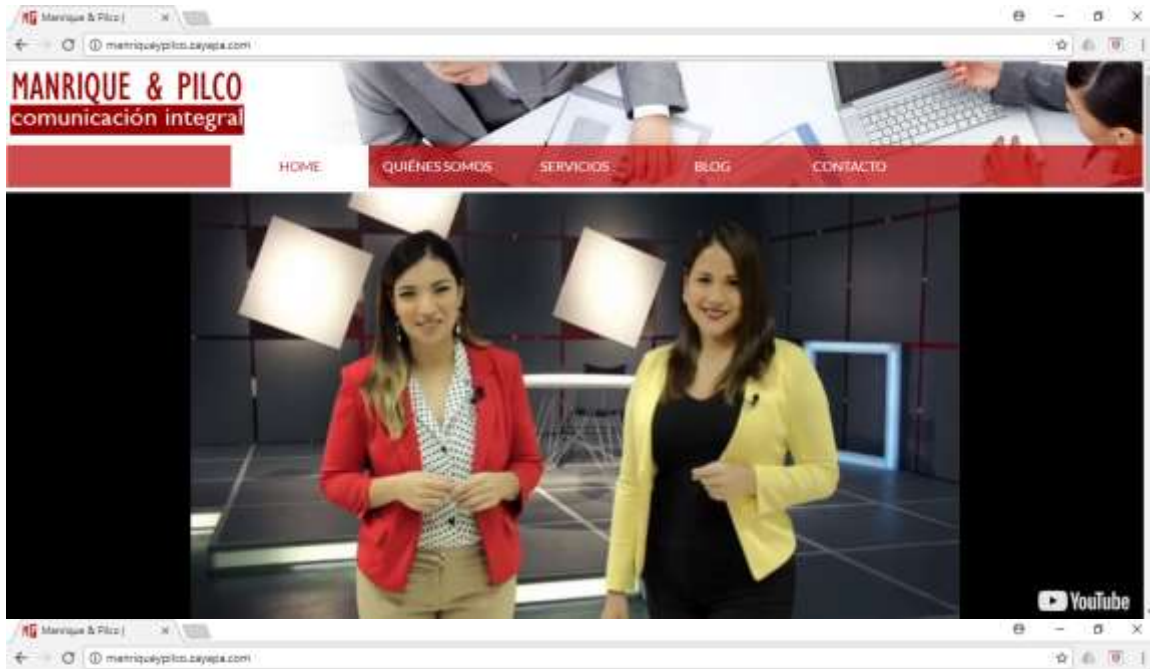 Manrique & Pilco |
manriqueypilco.zayapa.com
MANRIQUE & PILCO
comunicación integral
HOME QUIÉNES SOMOS SERVICIOS BLOG CONTACTO
YouTube
Manrique & Pilco |
manriqueypilco.zayapa.com